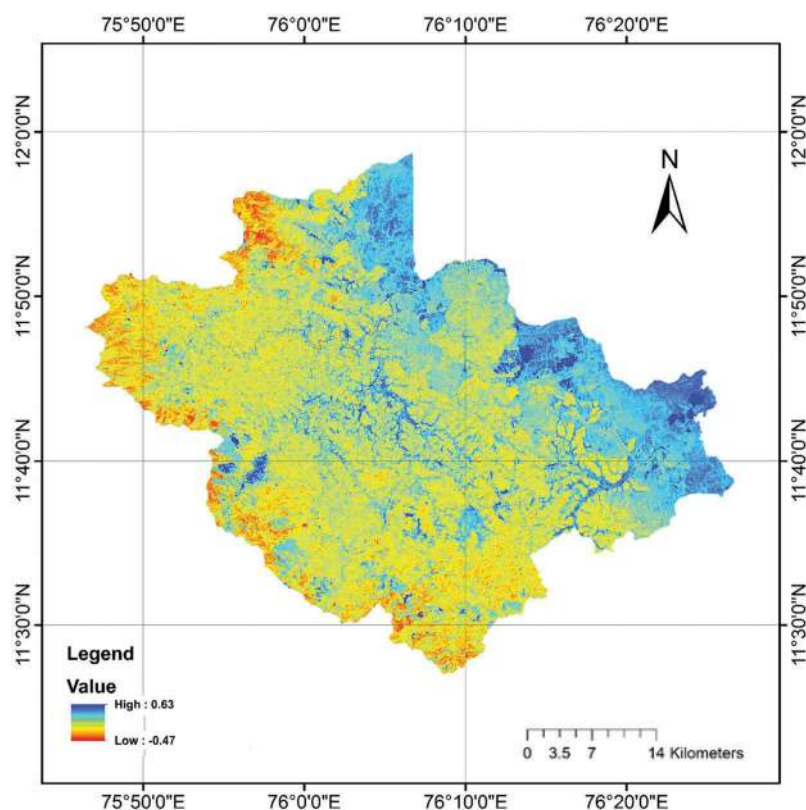 75°50'0"E 76°0'0"E 76°10'0"E 76°20'0"E
12°0'0"N 12°0'0"N
N
11°50'0"N 11°50'0"N
11°40'0"N 11°40'0"N
11°30'0"N 11°30'0"N
Legend
Value
High : 0.63
Low : -0.47
0 3.5 7 14 Kilometers
75°50'0"E 76°0'0"E 76°10'0"E 76°20'0"E